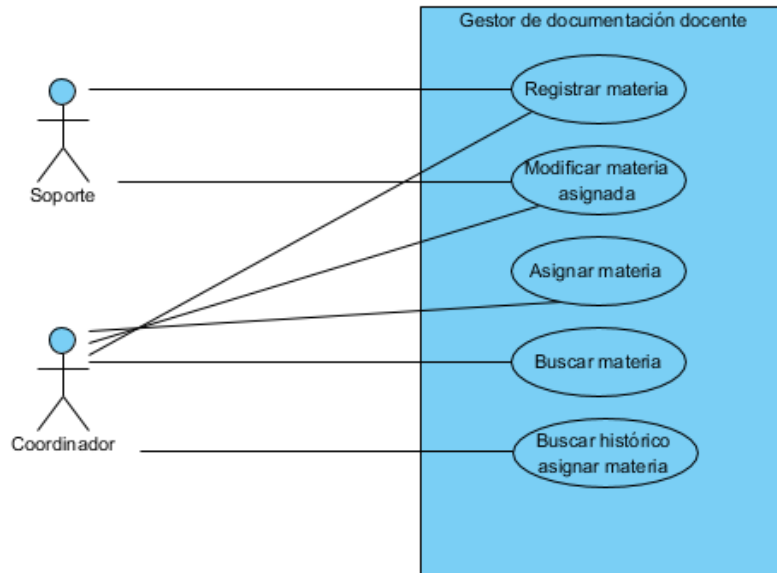 Gestor de documentación docente
Registrar materia
Soporte
Modificar materia
asignada
Asignar materia
Coordinador
Buscar materia
Buscar histórico
asignar materia